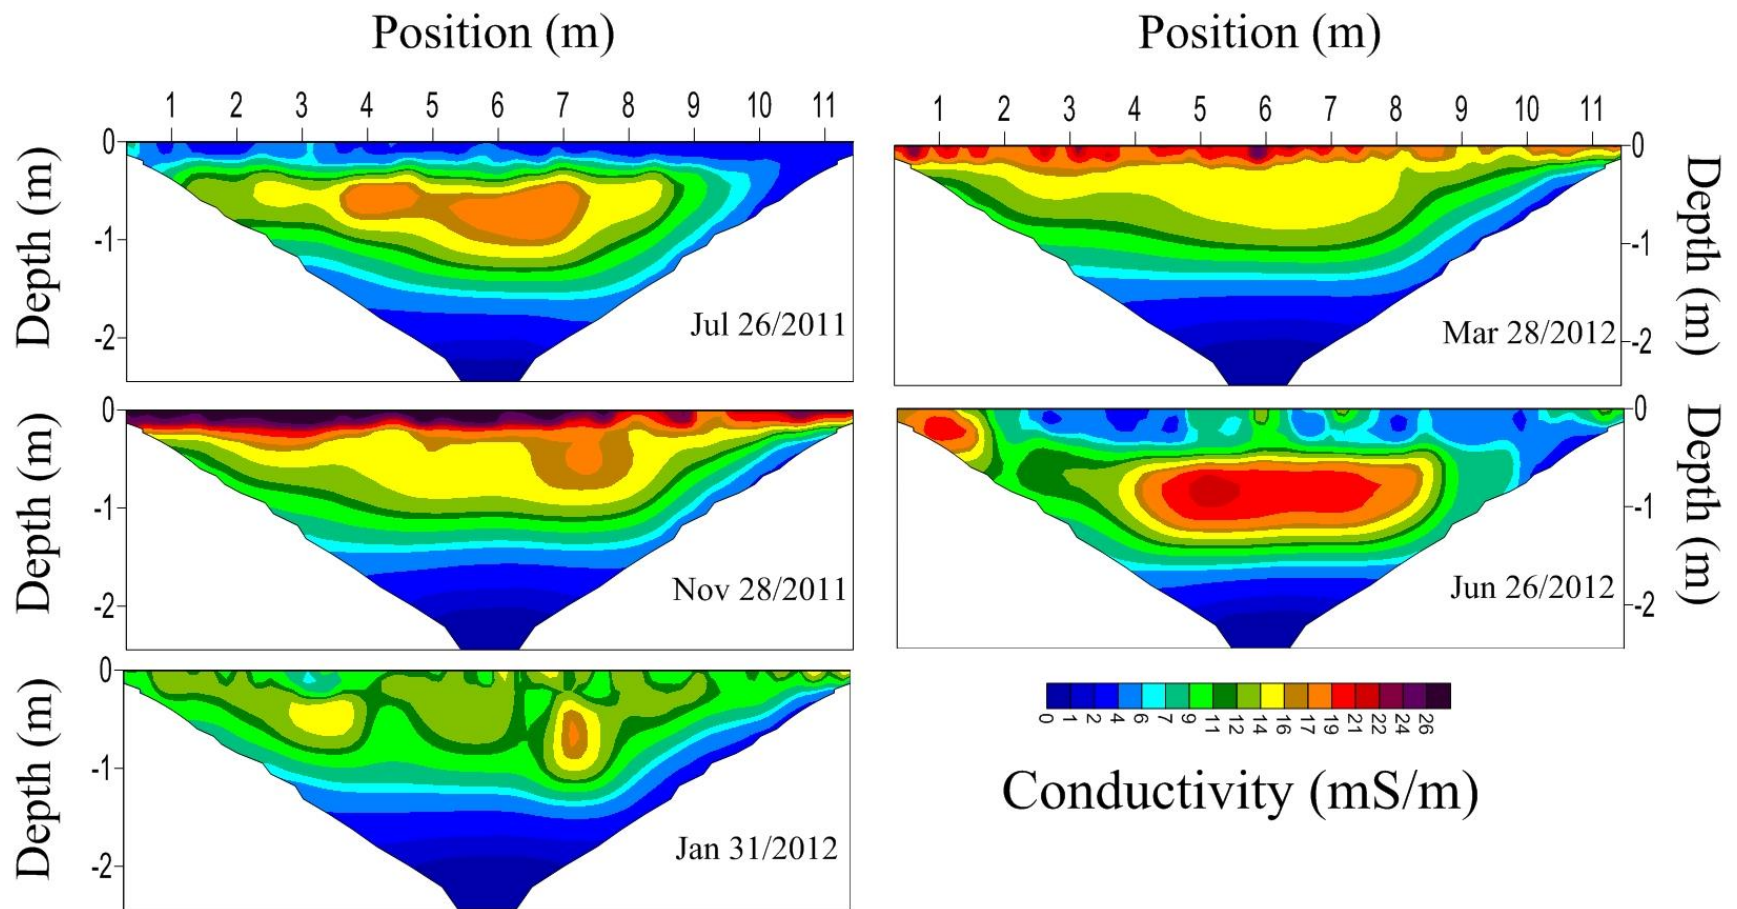 Position (m)
Position (m)
1 2 3 4 5 6 7 8 9 10 11
1 2 3 4 5 6 7 8 9 10 11
Depth (m)
0
-1
-2
Jul 26/2011
0
-1
-2
Mar 28/2012
Depth (m)
Depth (m)
0
-1
-2
Nov 28/2011
0
-1
-2
Jun 26/2012
Depth (m)
Depth (m)
0
-1
-2
Jan 31/2012
0 1 2 4 6 7 9 11 12 14 16 17 19 21 22 24 26
Conductivity (mS/m)